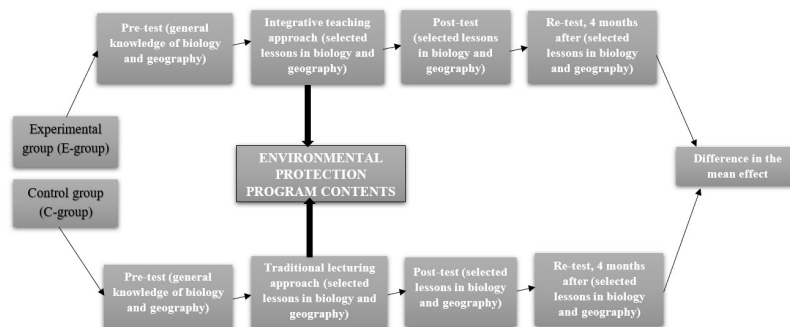 Pre-test (general
knowledge of biology
and geography)
Integrative teaching
approach (selected
lessons in biology and
geography)
Post-test
(selected lessons
in biology and
geography)
Re-test, 4 months
after (selected
lessons in biology
and geography)
Experimental
group (E-group)
Control group
(C-group)
ENVIRONMENTAL
PROTECTION
PROGRAM CONTENTS
Difference in the
mean effect
Pre-test (general
knowledge of biology
and geography)
Traditional lecturing
approach (selected
lessons in biology and
geography)
Post-test (selected
lessons in biology
and geography)
Re-test, 4 months
after (selected
lessons in biology
and geography)